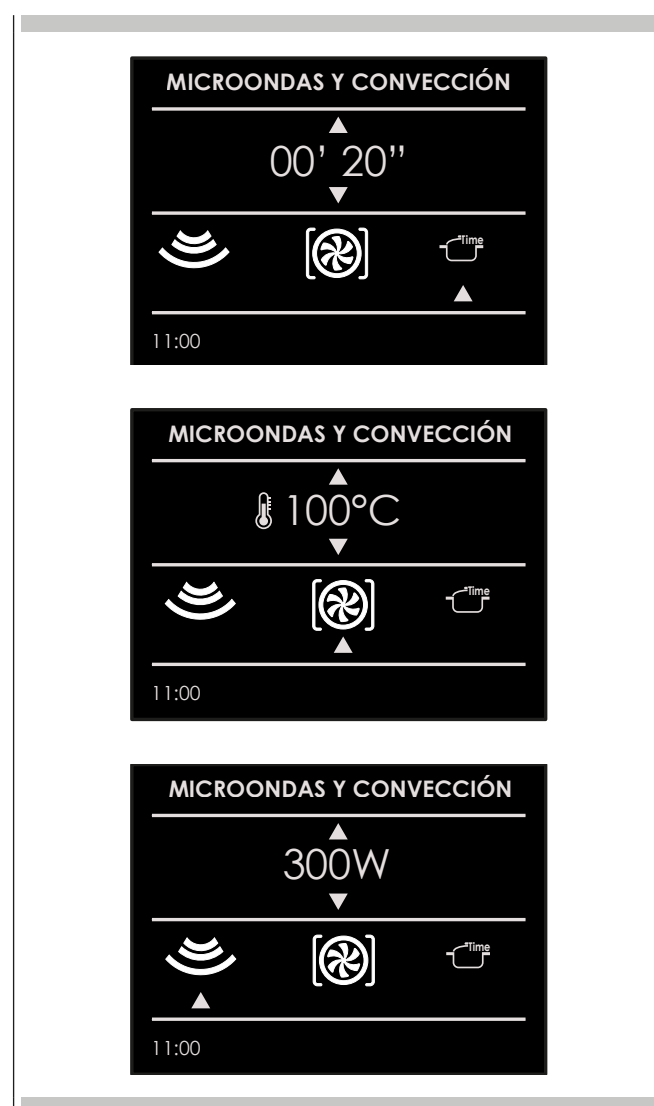 MICROONDAS Y CONVECCIÓN
00’ 20’’
Time
11:00
MICROONDAS Y CONVECCIÓN
100°C
Time
11:00
MICROONDAS Y CONVECCIÓN
300W
Time
11:00